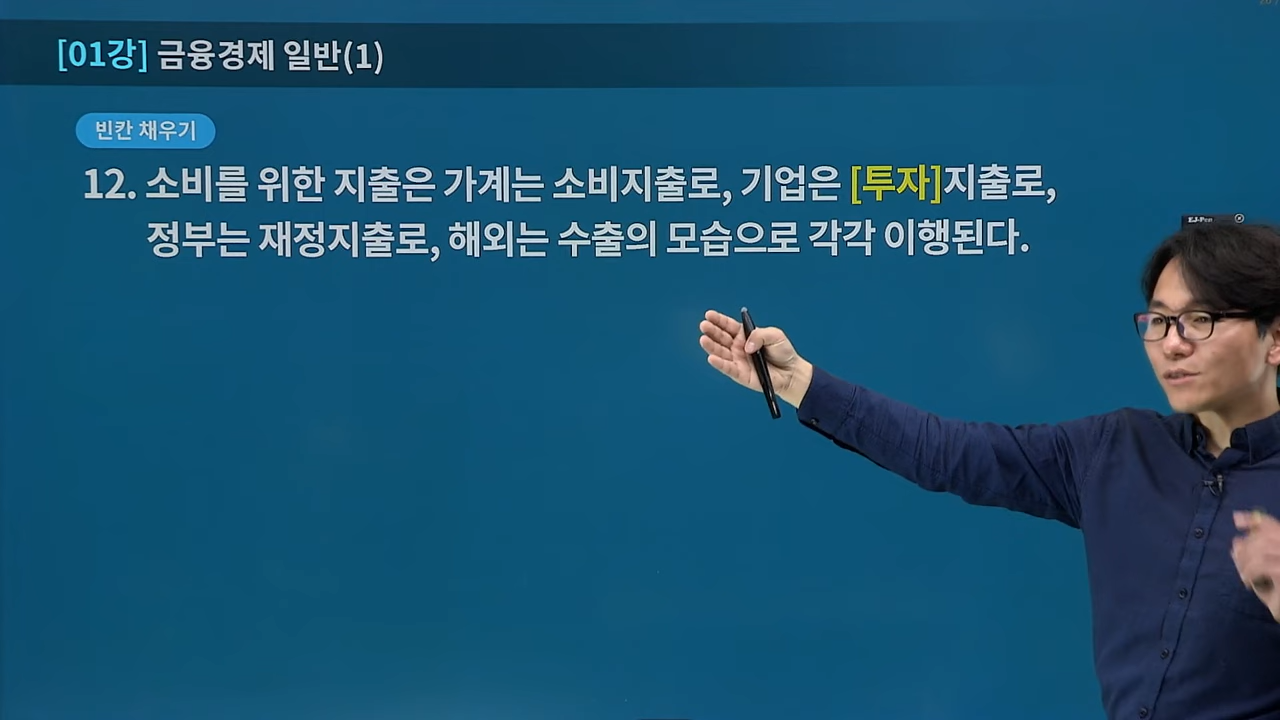 [01강] 금융경제 일반(1)
빈칸 채우기
12. 소비를 위한 지출은 가계는 소비지출로, 기업은 [투자]지출로,
정부는 재정지출로, 해외는 수출의 모습으로 각각 이행된다.
EJ-Pen